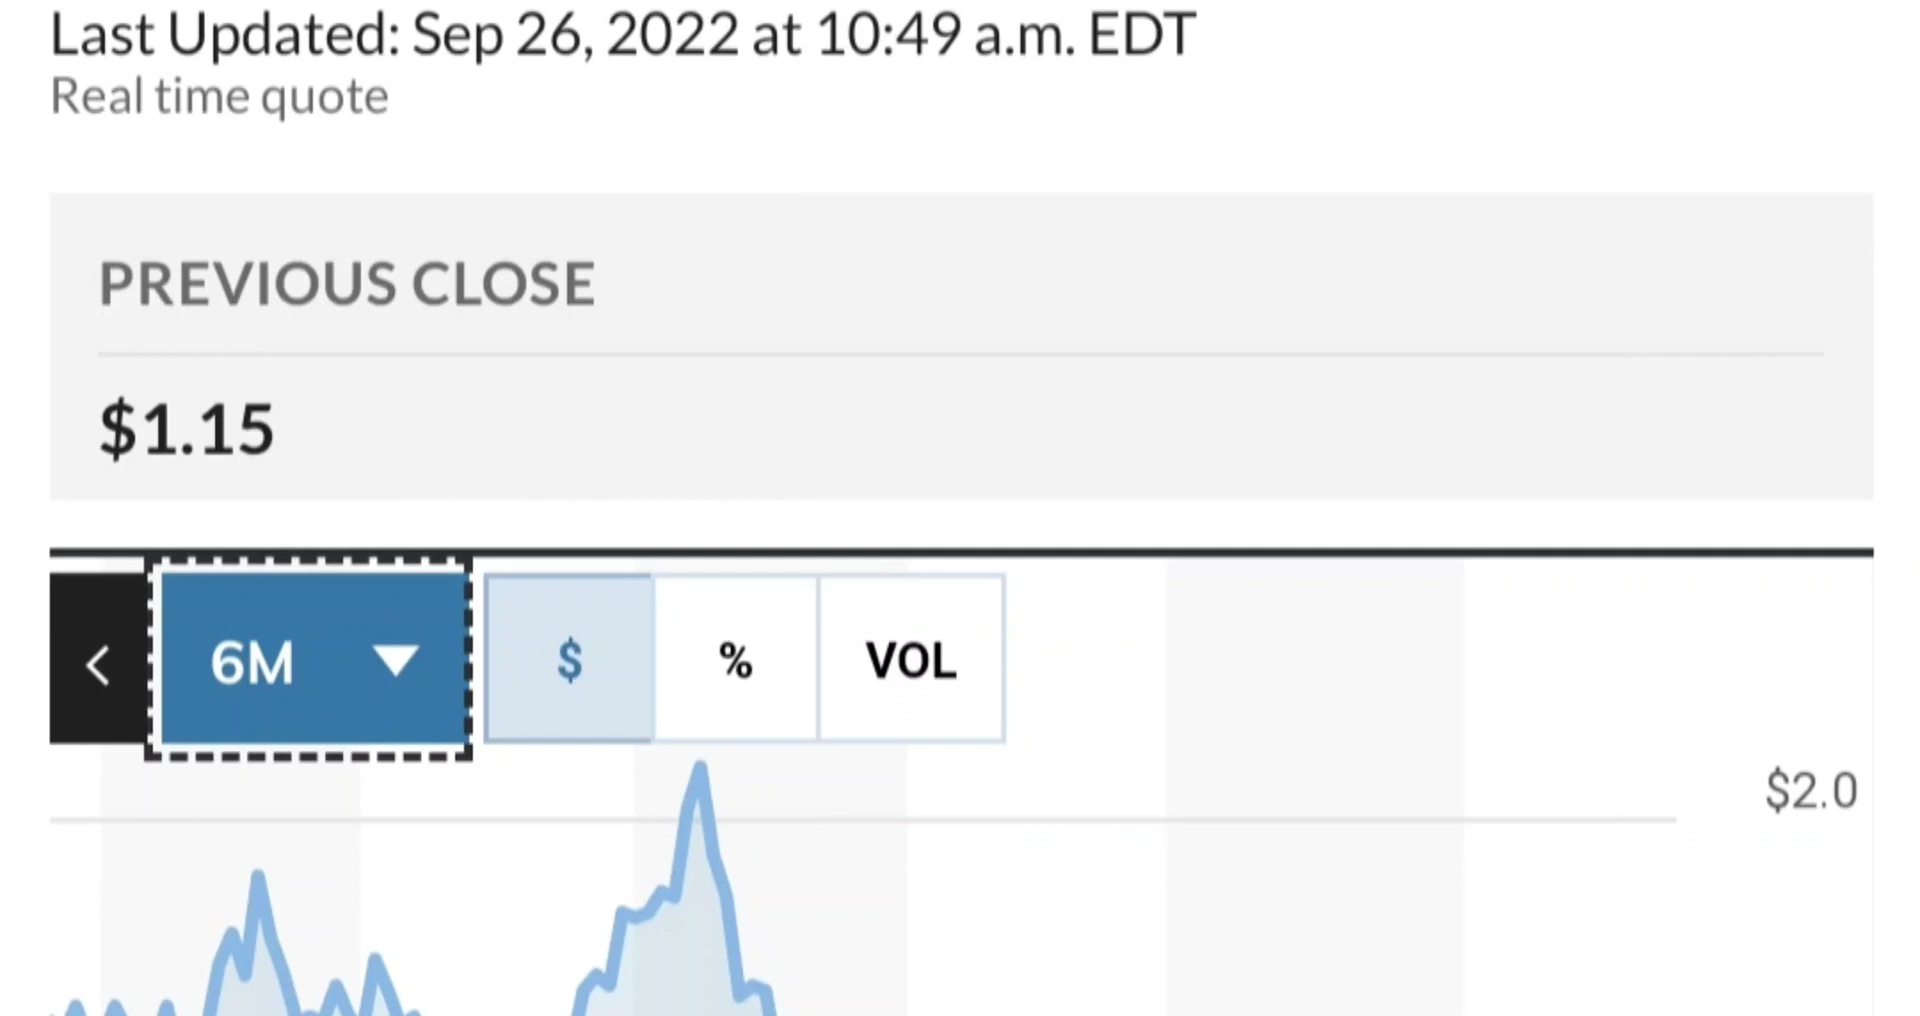 Last Updated: Sep 26, 2022 at 10:49 a.m. EDT
Real time quote
PREVIOUS CLOSE
$1.15
6M $ % VOL
$2.0